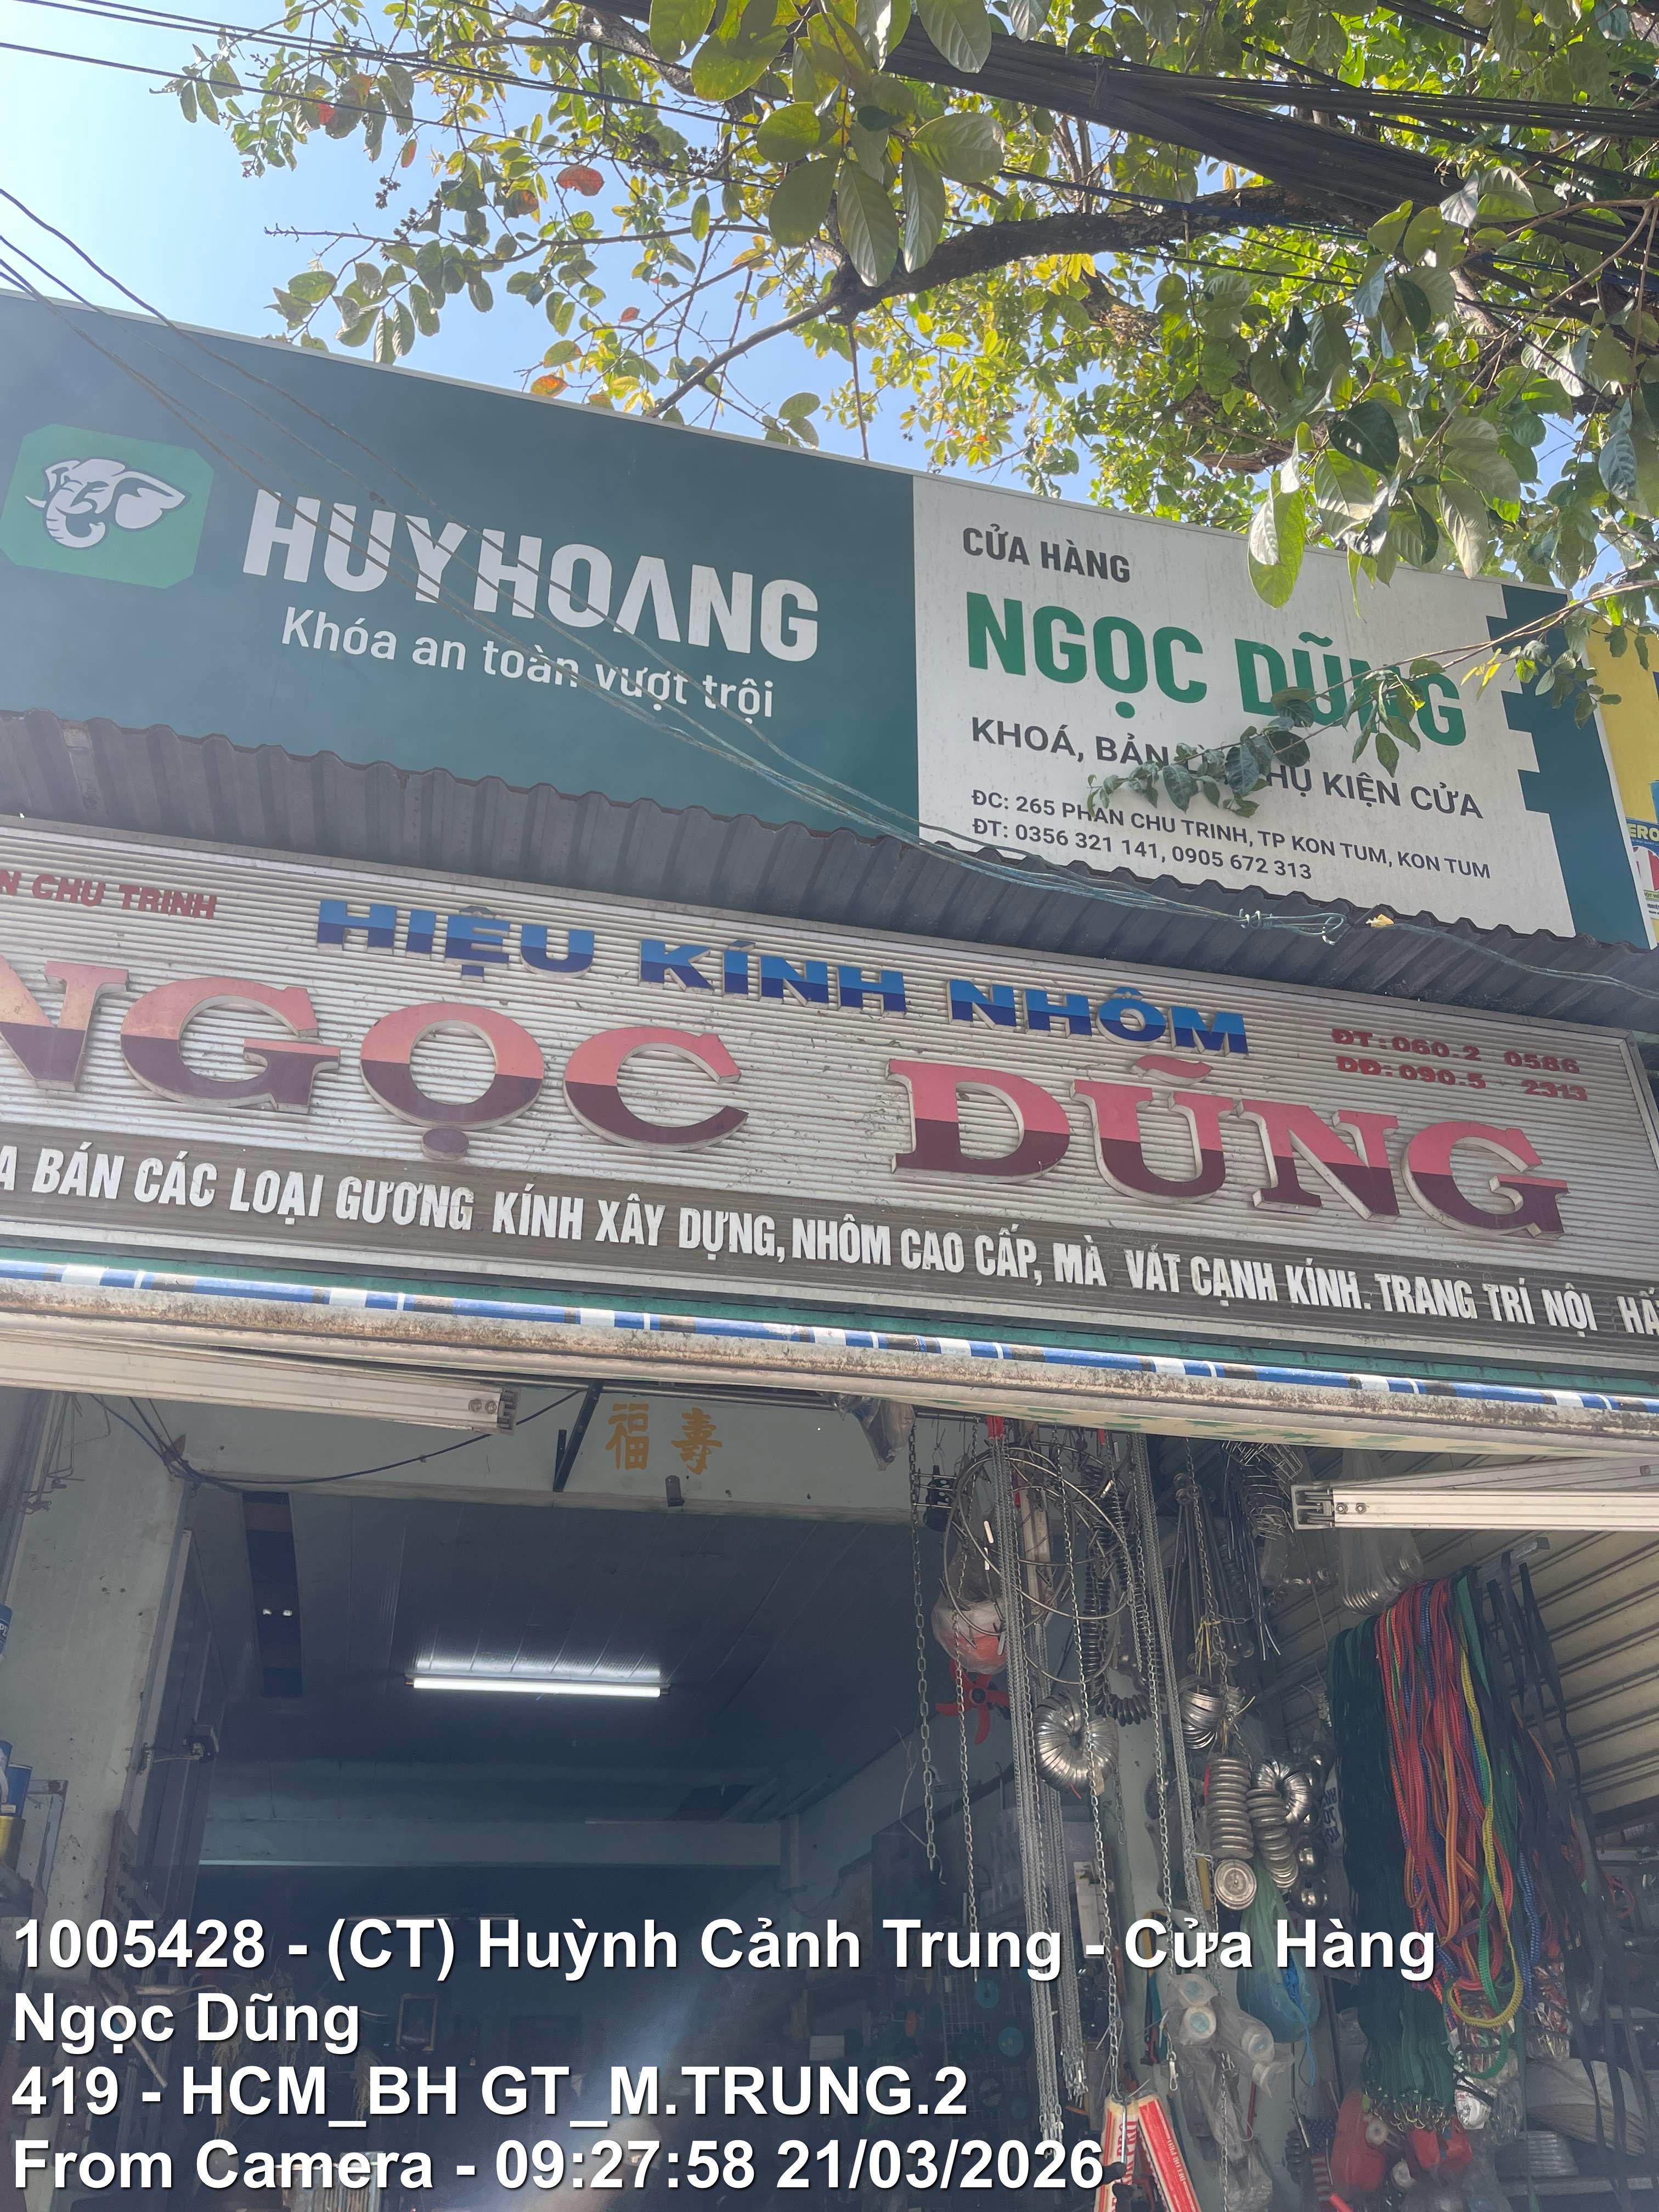 HUYHOANG
Khóa an toàn vượt trội
CỬA HÀNG
NGỌC DŨNG
KHOÁ, BẢN HỤ KIỆN CỬA
ĐC: 265 PHAN CHU TRINH, TP KON TUM, KON TUM
ĐT: 0356 321 141, 0905 672 313
N CHU TRINH
HIỆU KÍNH NHÔM
ĐT:060.2 0586
DĐ:090.5 2313
NGỌC DŨNG
A BÁN CÁC LOẠI GƯƠNG KÍNH XÂY DỰNG, NHÔM CAO CẤP, MÀ VÁT CẠNH KÍNH. TRANG TRÍ NỘI
福 壽
1005428 - (CT) Huỳnh Cảnh Trung - Cửa Hàng
Ngọc Dũng
419 - HCM_BH GT_M.TRUNG.2
From Camera - 09:27:58 21/03/2026